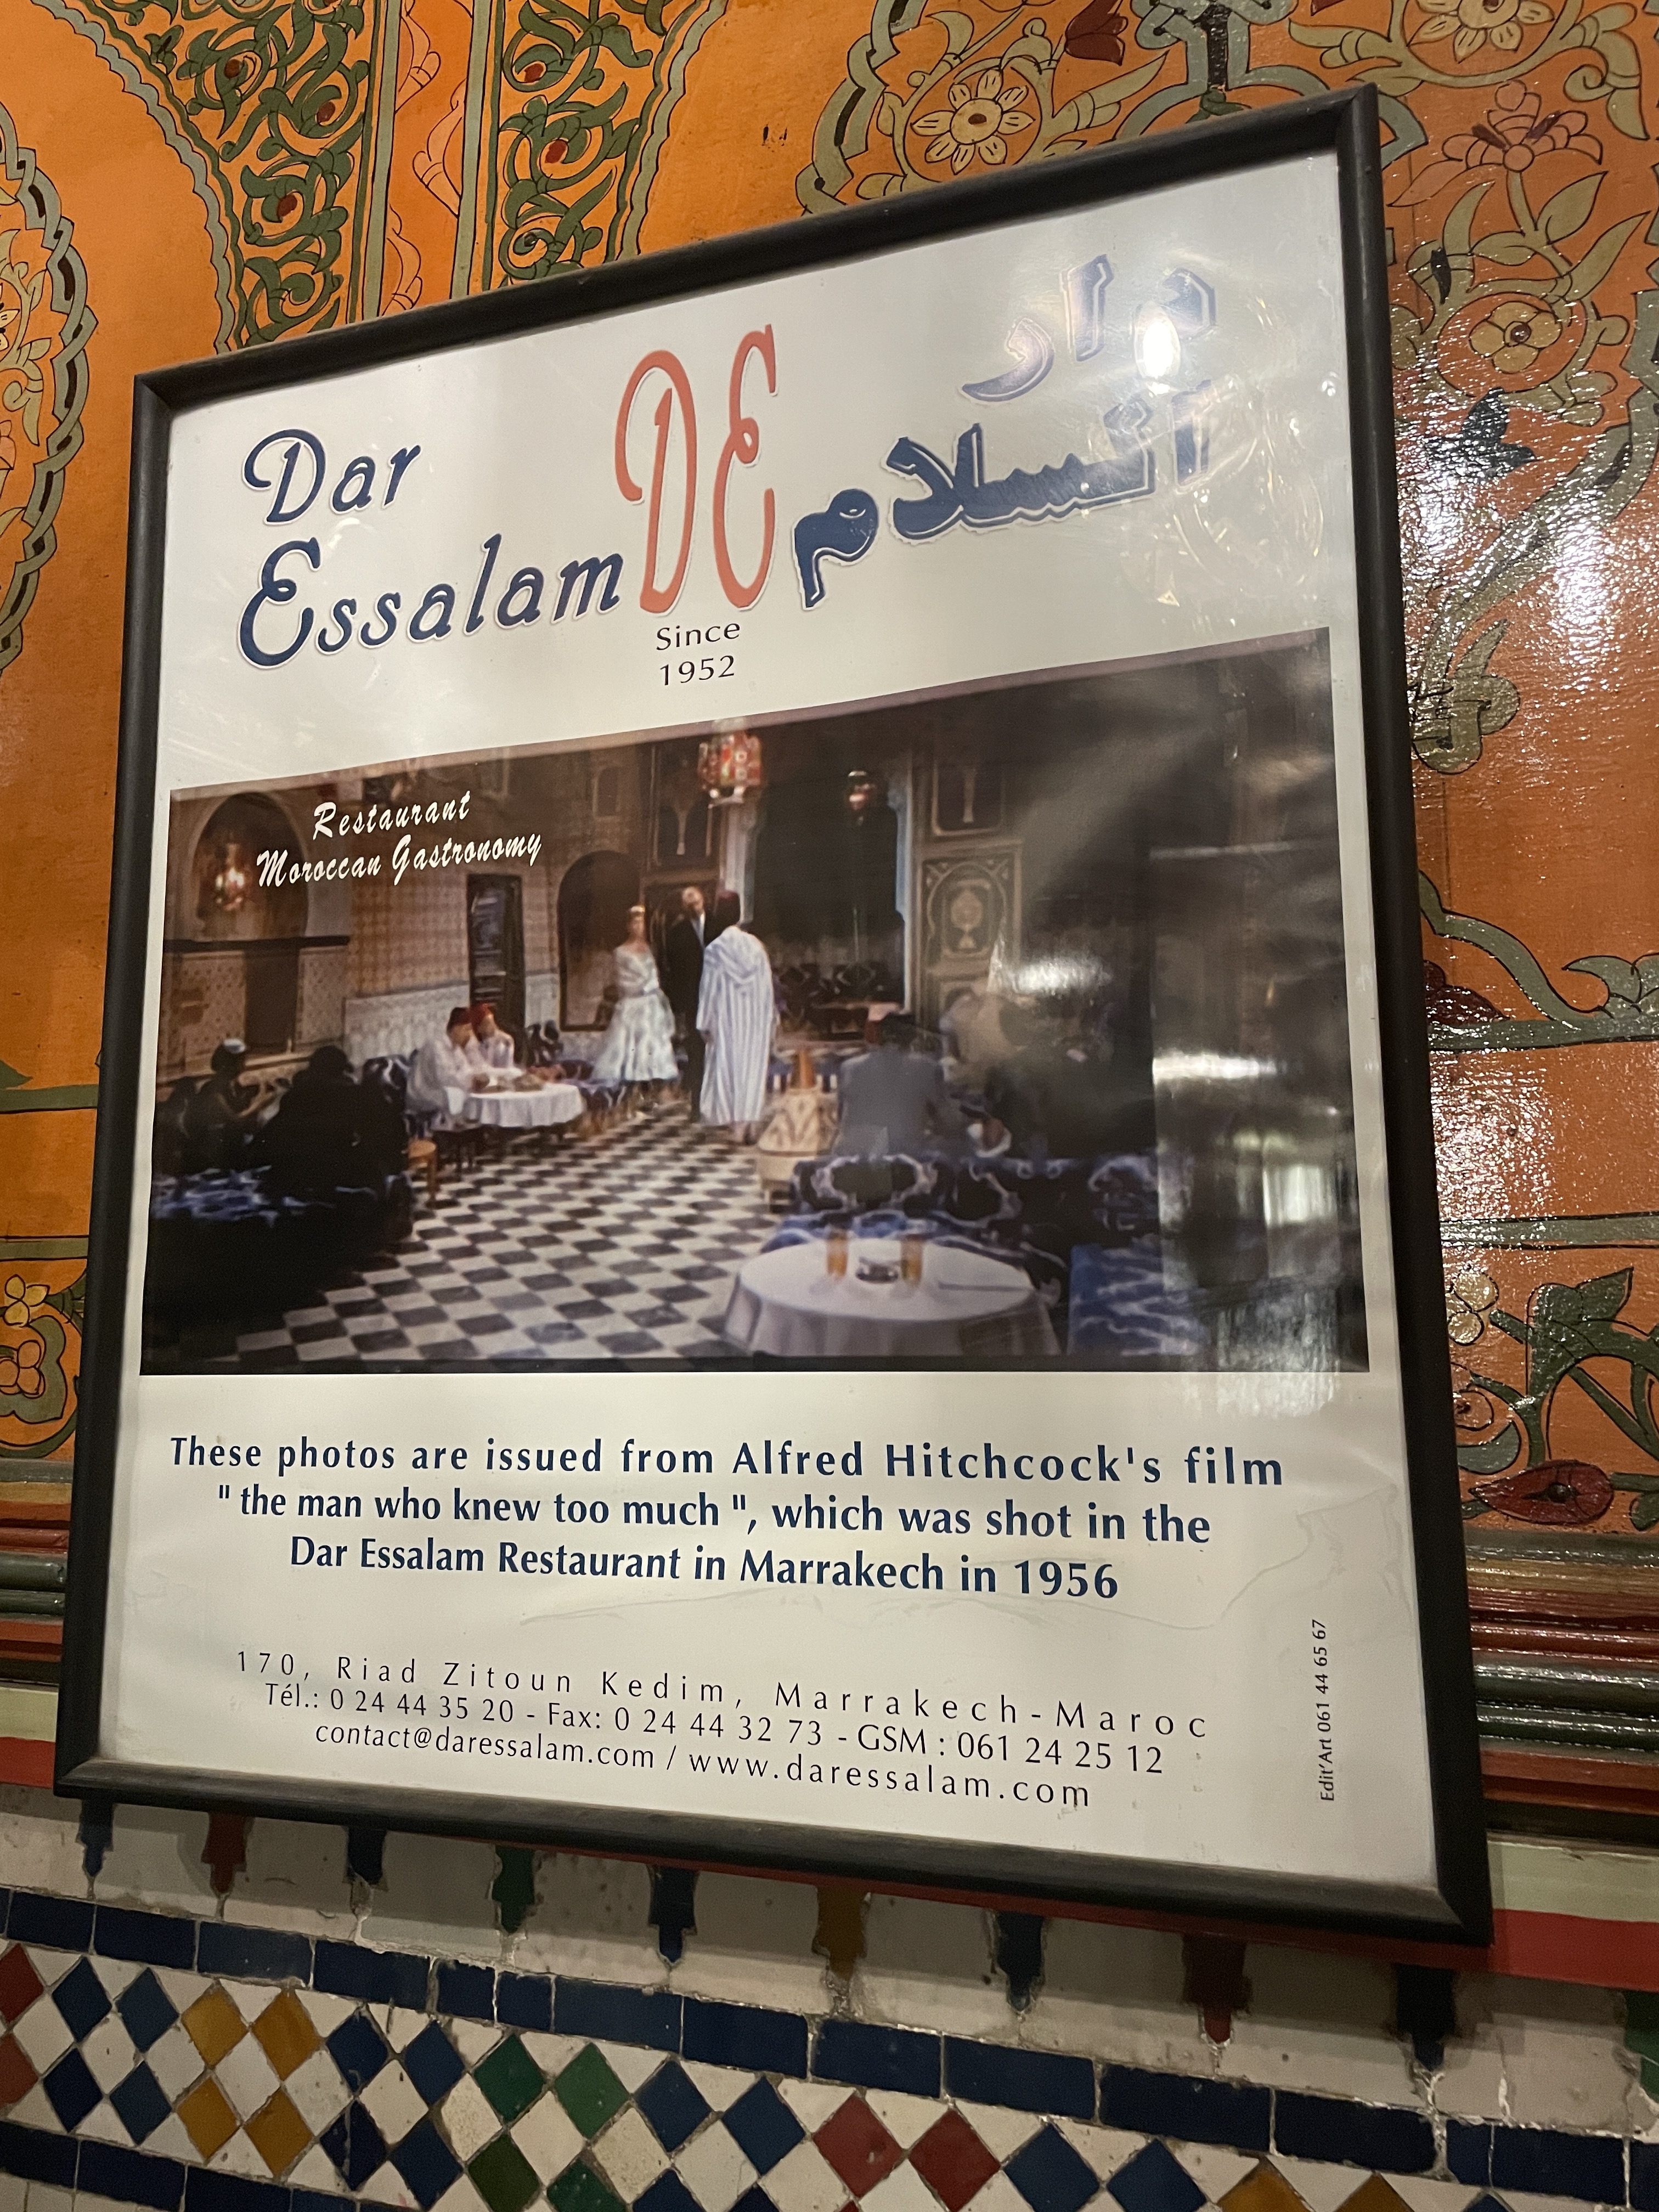 Dar
Essalam
DE
دار
السلام
Since
1952
Restaurant
Moroccan Gastronomy
These photos are issued from Alfred Hitchcock's film
" the man who knew too much ", which was shot in the
Dar Essalam Restaurant in Marrakech in 1956
170, Riad Zitoun Kedim, Marrakech-Maroc
Tél.: 0 24 44 35 20 - Fax: 0 24 44 32 73 - GSM : 061 24 25 12
contact@daressalam.com / www.daressalam.com
Edit'Art 061 44 65 67